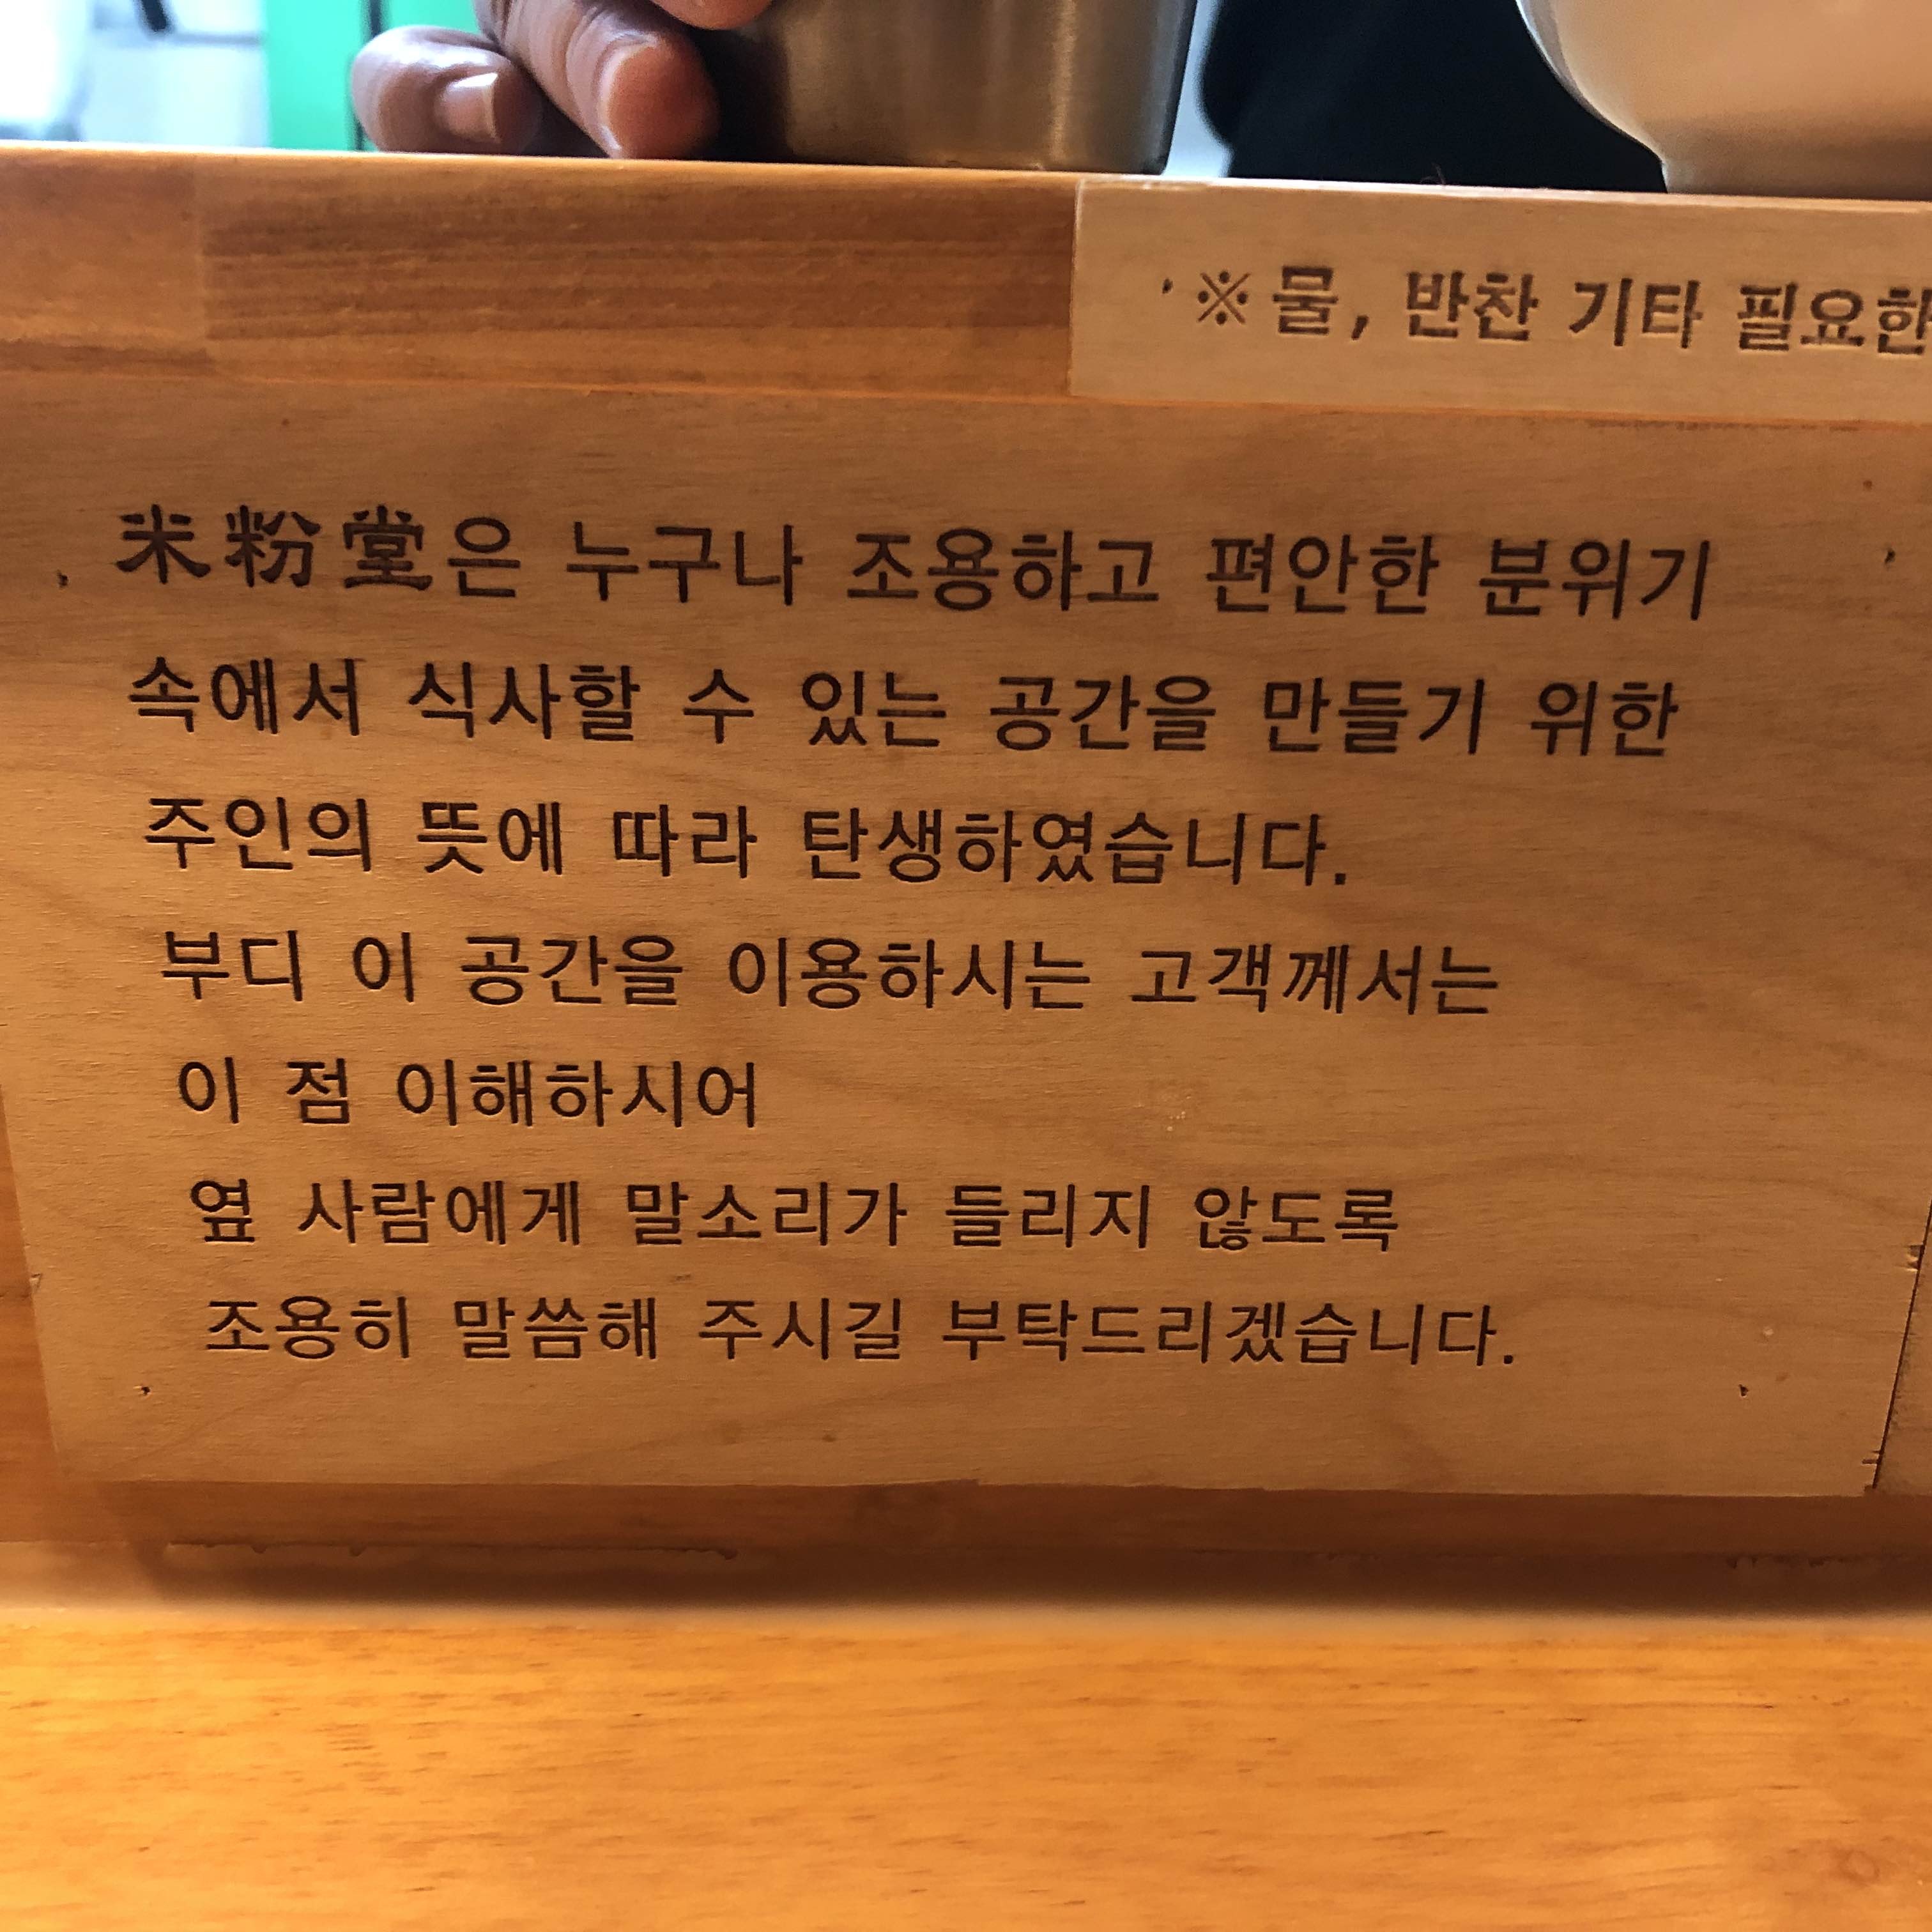 ※물, 반찬 기타 필요한
米粉堂은 누구나 조용하고 편안한 분위기
속에서 식사할 수 있는 공간을 만들기 위한
주인의 뜻에 따라 탄생하였습니다.
부디 이 공간을 이용하시는 고객께서는
이 점 이해하시어
옆 사람에게 말소리가 들리지 않도록
조용히 말씀해 주시길 부탁드리겠습니다.